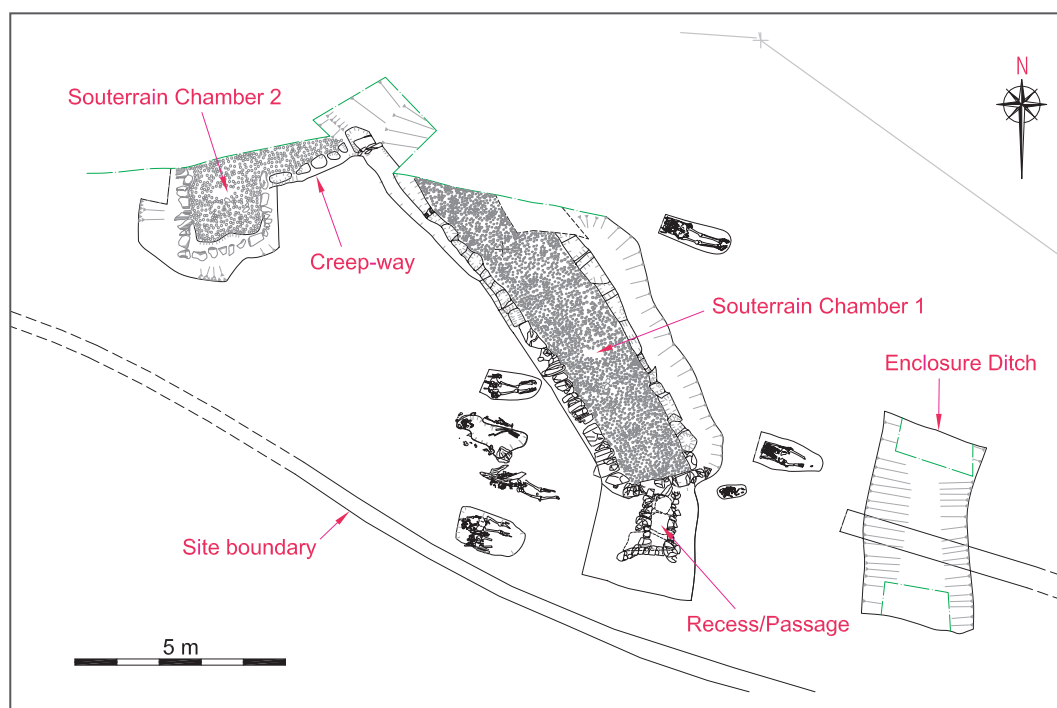 N
Souterrain Chamber 2
Creep-way
Souterrain Chamber 1
Enclosure Ditch
Site boundary
Recess/Passage
5 m